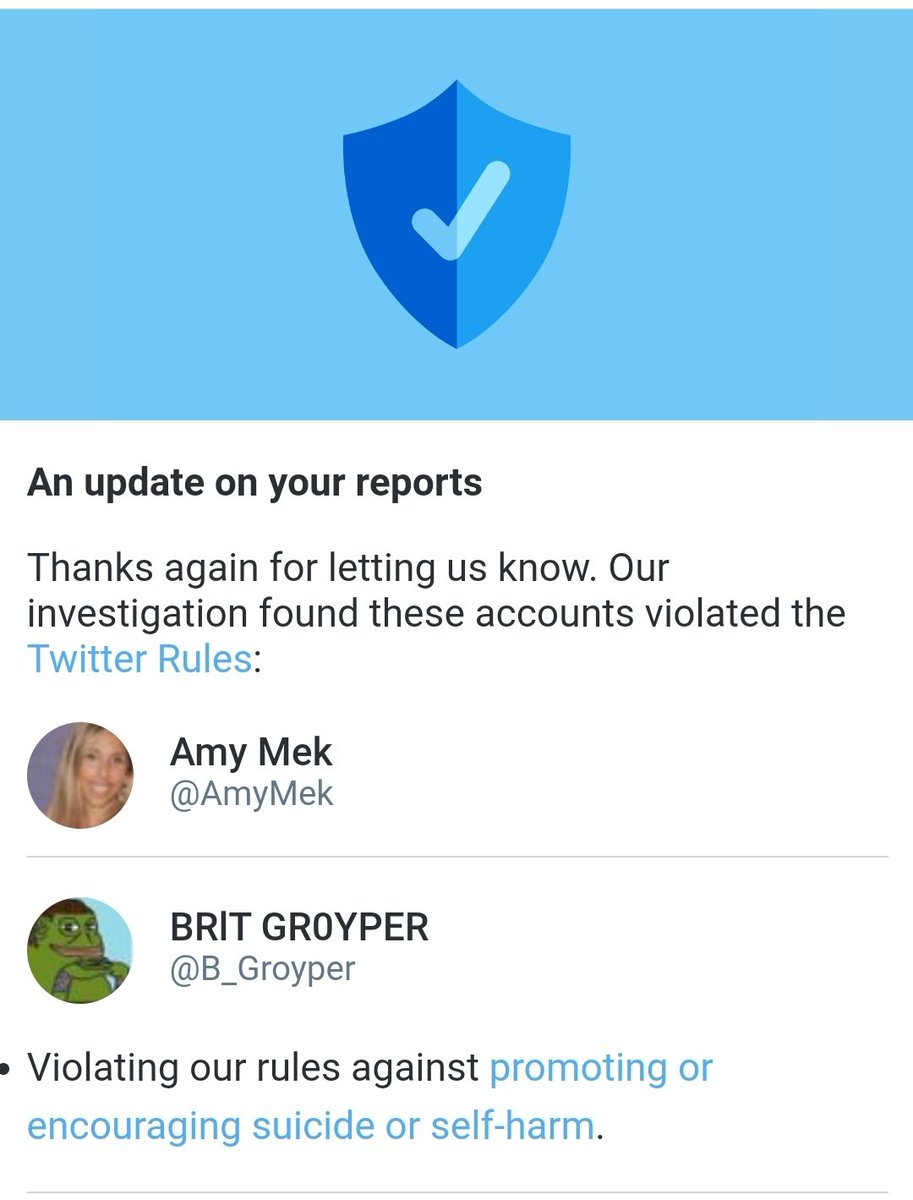 An update on your reports
Thanks again for letting us know. Our
investigation found these accounts violated the
Twitter Rules:
Amy Mek
@AmyMek
BRlT GR0YPER
@B_Groyper
• Violating our rules against promoting or
encouraging suicide or self-harm.